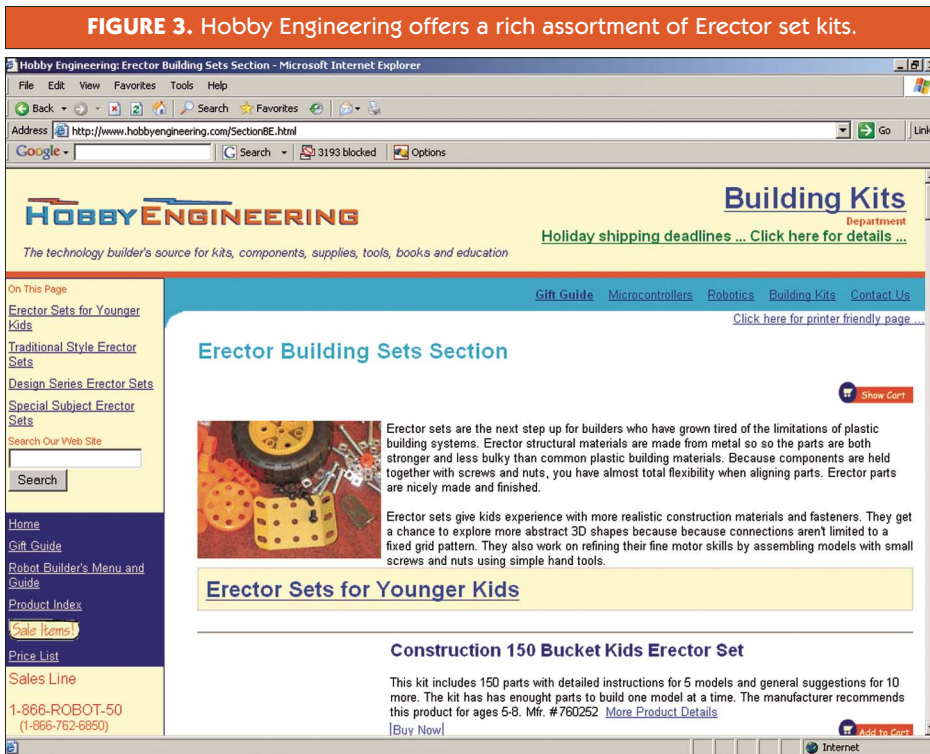 FIGURE 3. Hobby Engineering offers a rich assortment of Erector set kits.
Hobby Engineering: Erector Building Sets Section - Microsoft Internet Explorer
File Edit View Favorites Tools Help
Back Search Favorites
Address http://www.hobbyengineering.com/SectionBE.html Go Link
Google Search 3193 blocked Options
HOBBYENGINEERING
The technology builder's source for kits, components, supplies, tools, books and education
Building Kits
Department
Holiday shipping deadlines ... Click here for details ...
On This Page
Erector Sets for Younger
Kids
Traditional Style Erector
Sets
Design Series Erector Sets
Special Subject Erector
Sets
Search Our Web Site
Search
Home
Gift Guide
Robot Builder's Menu and
Guide
Product Index
Sale Items!
Price List
Sales Line
1-866-ROBOT-50
(1-866-762-6850)
Gift Guide Microcontrollers Robotics Building Kits Contact Us
Click here for printer friendly page ...
Erector Building Sets Section
Show Cart
Erector sets are the next step up for builders who have grown tired of the limitations of plastic
building systems. Erector structural materials are made from metal so so the parts are both
stronger and less bulky than common plastic building materials. Because components are held
together with screws and nuts, you have almost total flexibility when aligning parts. Erector parts
are nicely made and finished.
Erector sets give kids experience with more realistic construction materials and fasteners. They get
a chance to explore more abstract 3D shapes because because connections aren't limited to a
fixed grid pattern. They also work on refining their fine motor skills by assembling models with small
screws and nuts using simple hand tools.
Erector Sets for Younger Kids
Construction 150 Bucket Kids Erector Set
This kit includes 150 parts with detailed instructions for 5 models and general suggestions for 10
more. The kit has has enought parts to build one model at a time. The manufacturer recommends
this product for ages 5-8. Mfr. #760252 More Product Details
|Buy Now|
Add to Cart
Internet